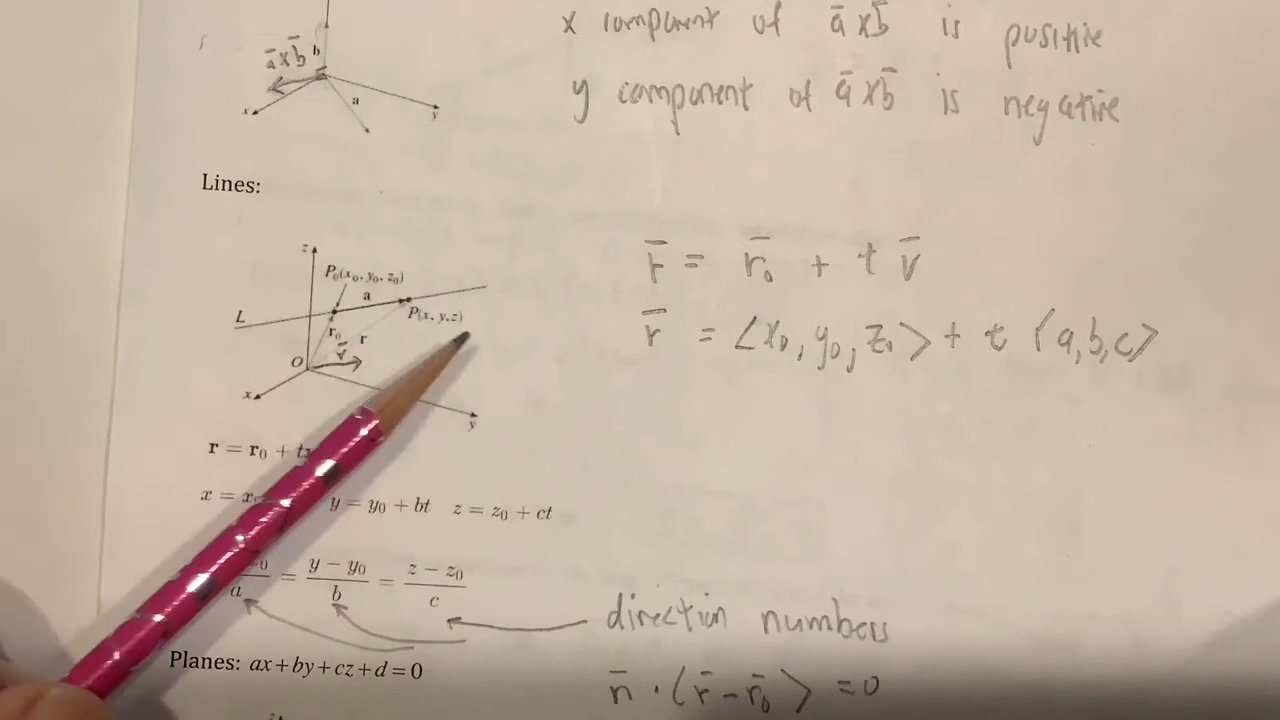 x component of a̅ x b̅ is positive
a̅ x b̅ b
a
x y
y component of a̅ x b̅ is negative
Lines:
z
P₀(x₀, y₀, z₀)
a
L P(x, y, z)
r₀ r
v̅
O
x
y
r̅ = r̅₀ + t v̅
r̅ = <x₀, y₀, z₀> + t <a, b, c>
r = r₀ + t
x = x y = y₀ + bt z = z₀ + ct
0/a = (y − y₀)/b = (z − z₀)/c
direction numbers
Planes: ax+by+cz+d=0
n̅ · (r̅ − r̅₀) = 0
z